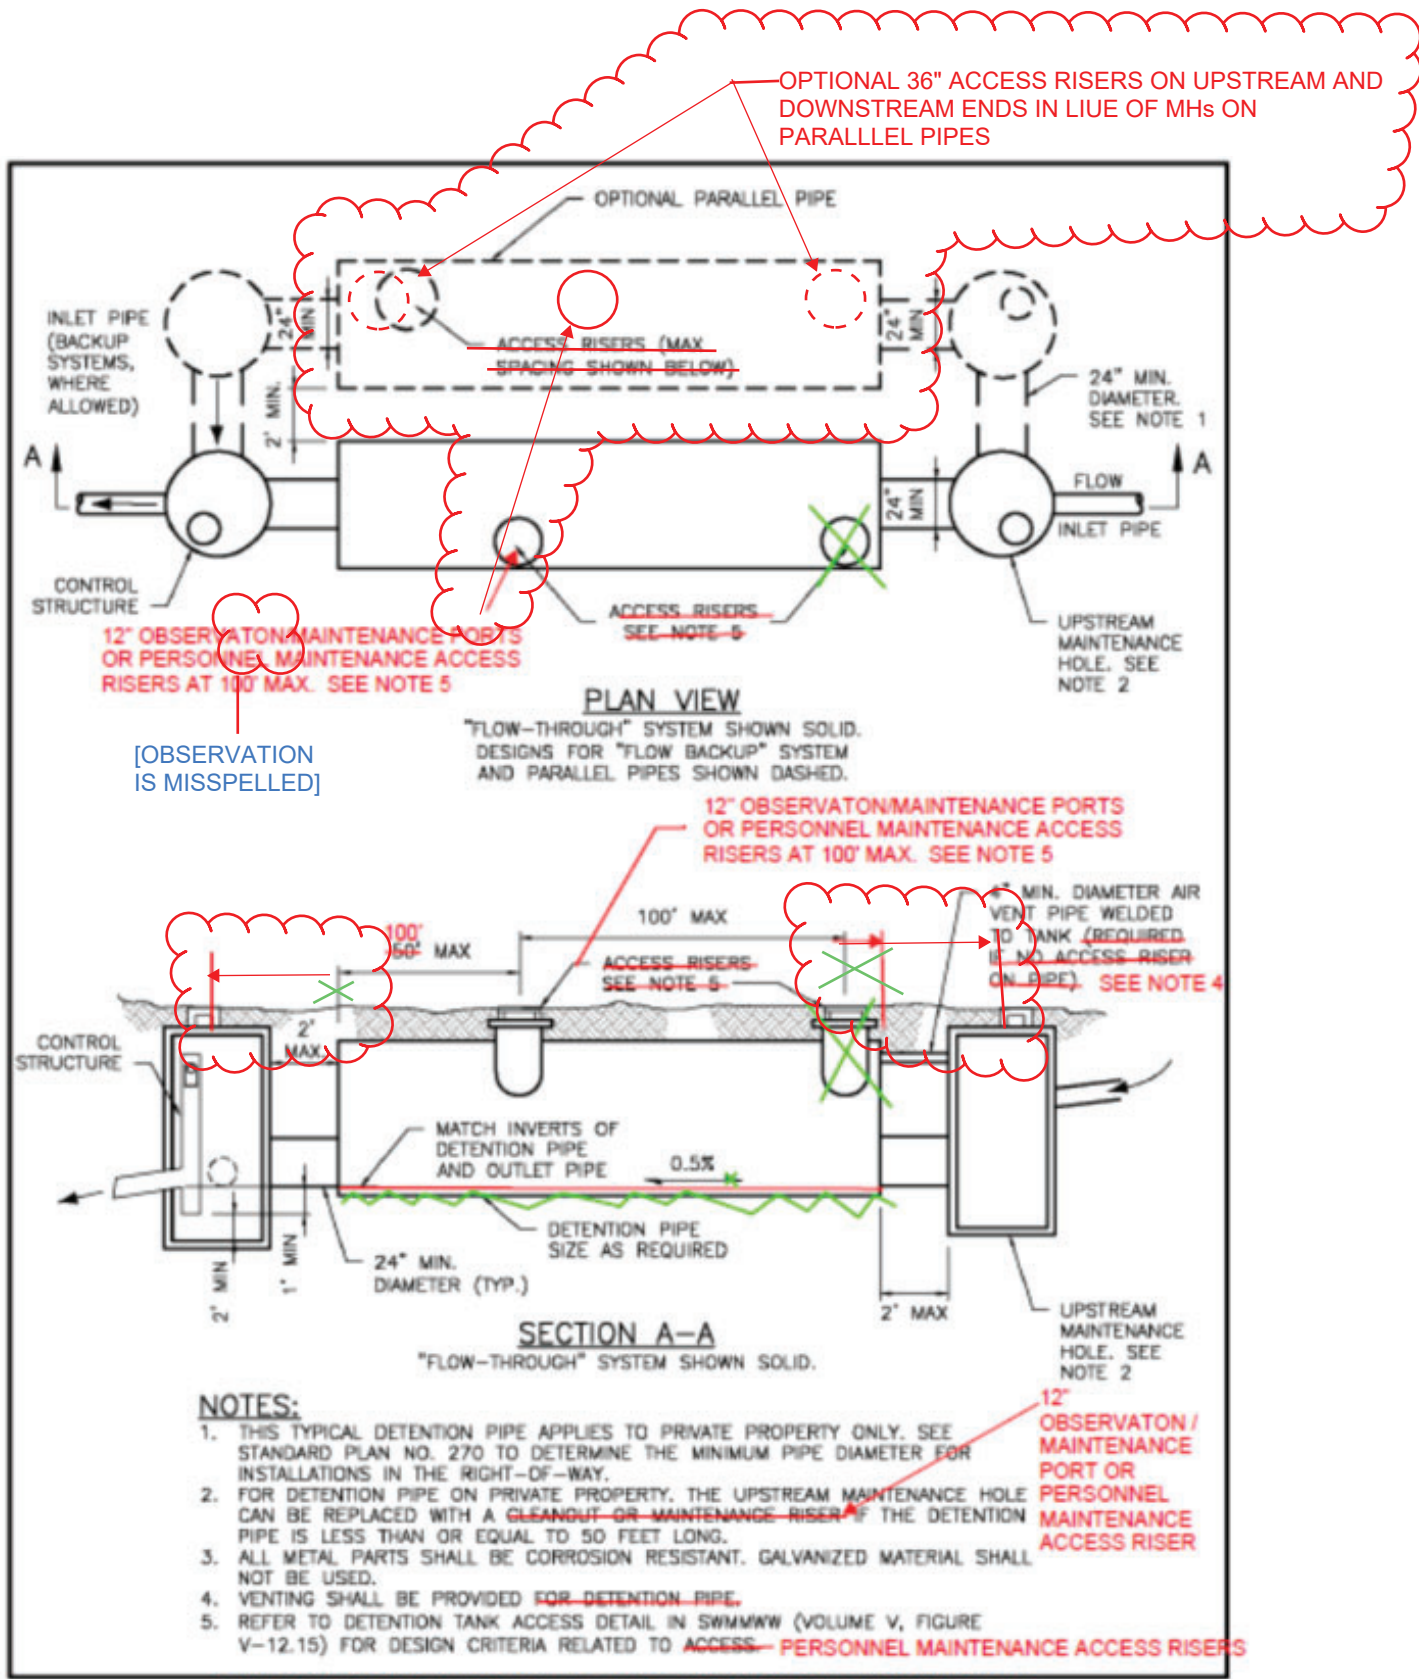 OPTIONAL 36" ACCESS RISERS ON UPSTREAM AND
DOWNSTREAM ENDS IN LIUE OF MHs ON
PARALLLEL PIPES
OPTIONAL PARALLEL PIPE
INLET PIPE
(BACKUP
SYSTEMS,
WHERE
ALLOWED)
24"
MIN
ACCESS RISERS (MAX
SPACING SHOWN BELOW)
24"
MIN
24" MIN.
DIAMETER.
SEE NOTE 1
2' MIN.
A
A
FLOW
24"
MIN
INLET PIPE
CONTROL
STRUCTURE
ACCESS RISERS
SEE NOTE 5
UPSTREAM
MAINTENANCE
HOLE. SEE
NOTE 2
12" OBSERVATON/MAINTENANCE PORTS
OR PERSONNEL MAINTENANCE ACCESS
RISERS AT 100' MAX. SEE NOTE 5
[OBSERVATION
IS MISSPELLED]
PLAN VIEW
"FLOW-THROUGH" SYSTEM SHOWN SOLID.
DESIGNS FOR "FLOW BACKUP" SYSTEM
AND PARALLEL PIPES SHOWN DASHED.
12" OBSERVATON/MAINTENANCE PORTS
OR PERSONNEL MAINTENANCE ACCESS
RISERS AT 100' MAX. SEE NOTE 5
4" MIN. DIAMETER AIR
VENT PIPE WELDED
TO TANK (REQUIRED
IF NO ACCESS RISER
ON PIPE) SEE NOTE 4
100'
50' MAX
100' MAX
ACCESS RISERS
SEE NOTE 5
CONTROL
STRUCTURE
2'
MAX.
MATCH INVERTS OF
DETENTION PIPE
AND OUTLET PIPE
0.5%
DETENTION PIPE
SIZE AS REQUIRED
24" MIN.
DIAMETER (TYP.)
2' MIN
1' MIN
2' MAX
UPSTREAM
MAINTENANCE
HOLE. SEE
NOTE 2
SECTION A-A
"FLOW-THROUGH" SYSTEM SHOWN SOLID.
NOTES:
1. THIS TYPICAL DETENTION PIPE APPLIES TO PRIVATE PROPERTY ONLY. SEE
STANDARD PLAN NO. 270 TO DETERMINE THE MINIMUM PIPE DIAMETER FOR
INSTALLATIONS IN THE RIGHT-OF-WAY.
2. FOR DETENTION PIPE ON PRIVATE PROPERTY. THE UPSTREAM MAINTENANCE HOLE
CAN BE REPLACED WITH A CLEANOUT OR MAINTENANCE RISER IF THE DETENTION
PIPE IS LESS THAN OR EQUAL TO 50 FEET LONG.
12"
OBSERVATON /
MAINTENANCE
PORT OR
PERSONNEL
MAINTENANCE
ACCESS RISER
3. ALL METAL PARTS SHALL BE CORROSION RESISTANT. GALVANIZED MATERIAL SHALL
NOT BE USED.
4. VENTING SHALL BE PROVIDED FOR DETENTION PIPE.
5. REFER TO DETENTION TANK ACCESS DETAIL IN SWMMWW (VOLUME V, FIGURE
V-12.15) FOR DESIGN CRITERIA RELATED TO ACCESS. PERSONNEL MAINTENANCE ACCESS RISERS